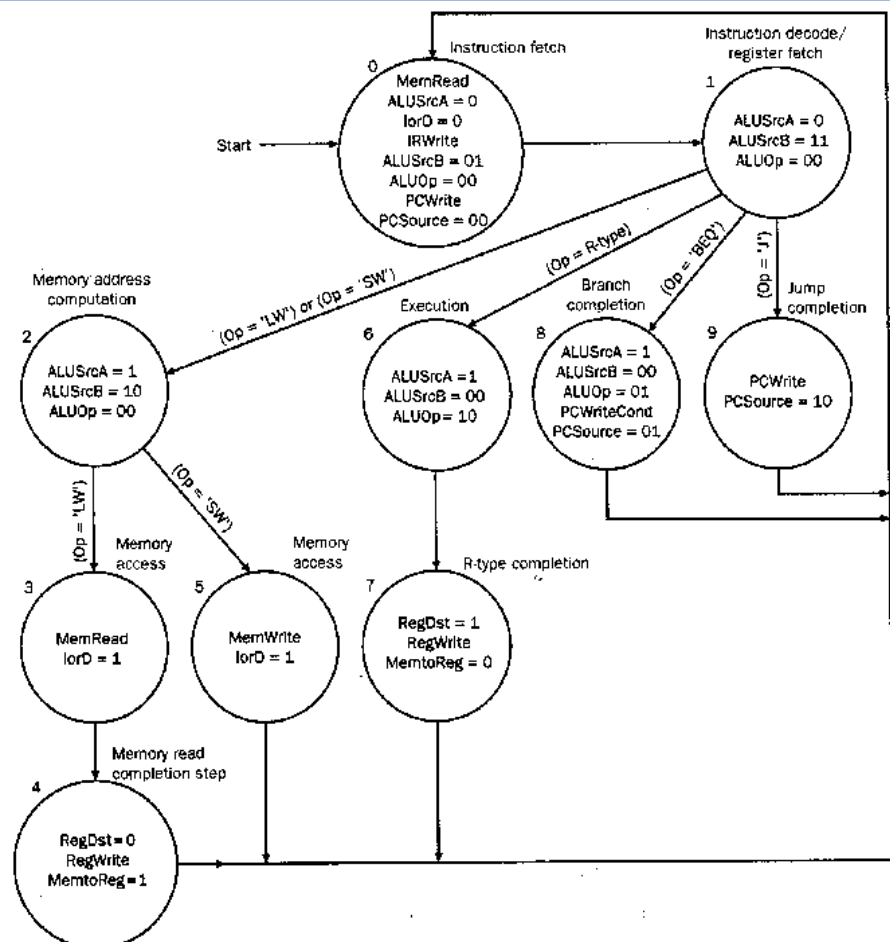 Instruction fetch
0
MemRead
ALUSrcA = 0
IorD = 0
IRWrite
ALUSrcB = 01
ALUOp = 00
PCWrite
PCSource = 00
Start
Instruction decode/
register fetch
1
ALUSrcA = 0
ALUSrcB = 11
ALUOp = 00
(Op = 'LW') or (Op = 'SW')
(Op = R-type)
(Op = 'BEQ')
(Op = 'J')
Memory address
computation
2
ALUSrcA = 1
ALUSrcB = 10
ALUOp = 00
Execution
6
ALUSrcA =1
ALUSrcB = 00
ALUOp= 10
Branch
completion
8
ALUSrcA = 1
ALUSrcB = 00
ALUOp = 01
PCWriteCond
PCSource = 01
Jump
completion
9
PCWrite
PCSource = 10
(Op = 'LW')
(Op = 'SW')
Memory
access
3
MemRead
IorD = 1
Memory
access
5
MemWrite
IorD = 1
R-type completion
7
RegDst = 1
RegWrite
MemtoReg = 0
Memory read
completion step
4
RegDst=0
RegWrite
MemtoReg=1